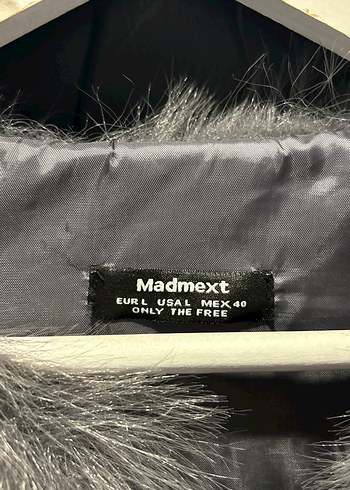 Madmext
EUR L USA L MEX 40
ONLY THE FREE